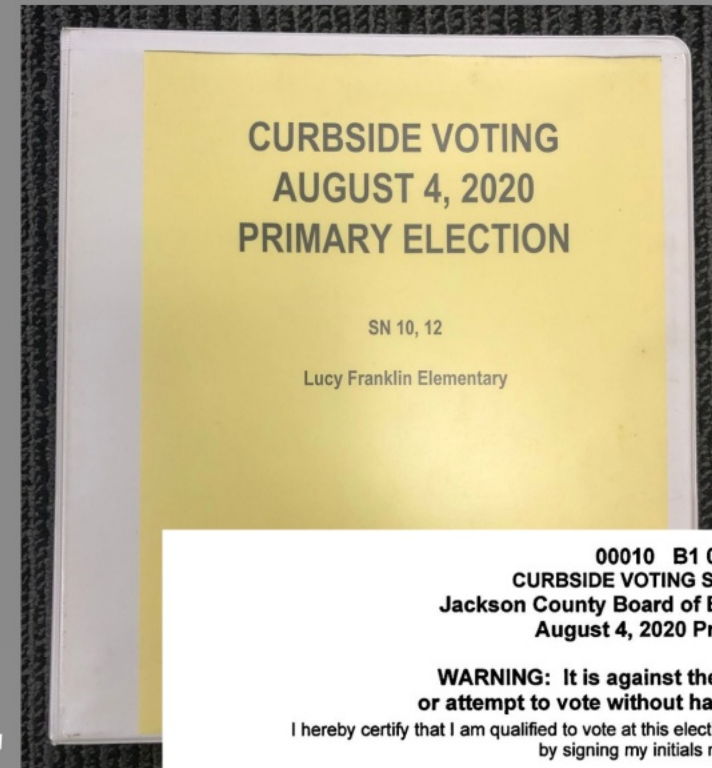 CURBSIDE VOTING
AUGUST 4, 2020
PRIMARY ELECTION
SN 10, 12
Lucy Franklin Elementary
00010 B1
CURBSIDE VOTING
Jackson County Board of
August 4, 2020
WARNING: It is against the
or attempt to vote without
I hereby certify that I am qualified to vote at this
by signing my initials